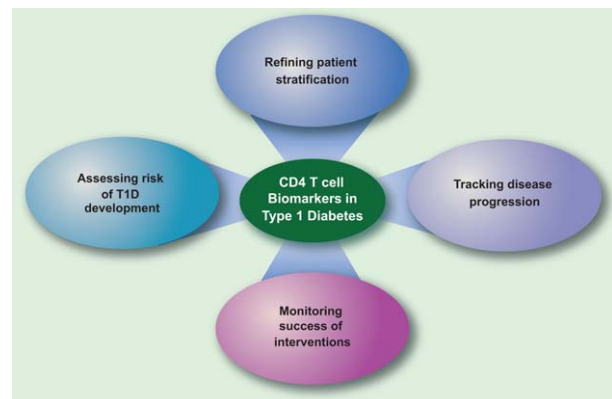 Refining patient
stratification
Assessing risk
of T1D
development
CD4 T cell
Biomarkers in
Type 1 Diabetes
Tracking disease
progression
Monitoring
success of
interventions